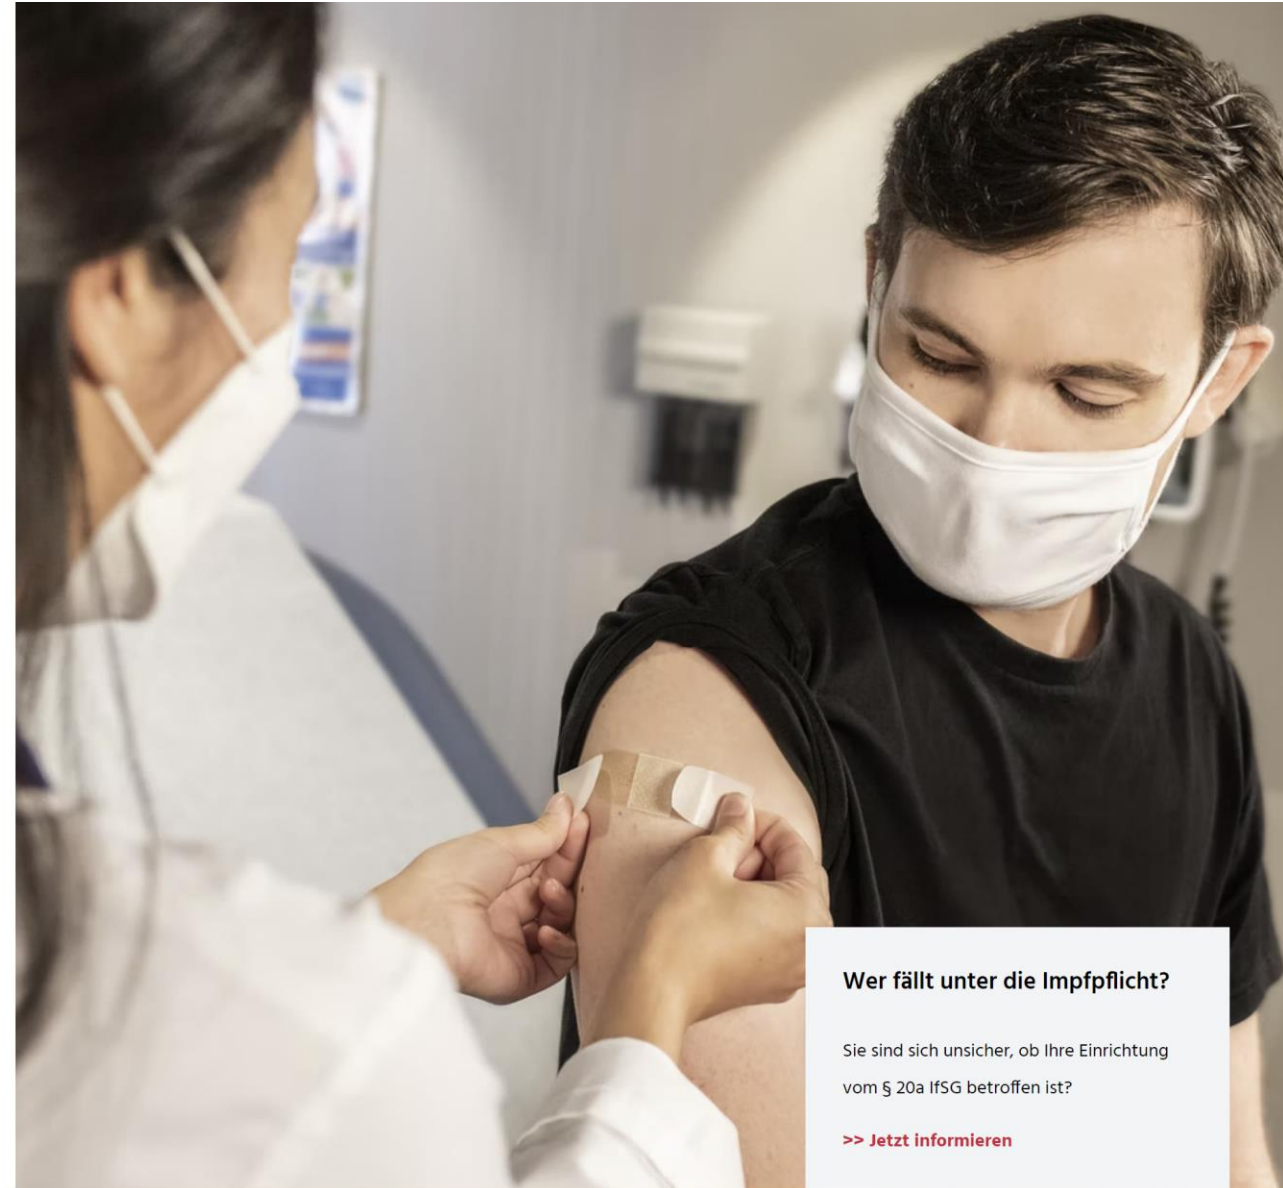 Wer fällt unter die Impfpflicht?
Sie sind sich unsicher, ob Ihre Einrichtung
vom § 20a IfSG betroffen ist?
>> Jetzt informieren